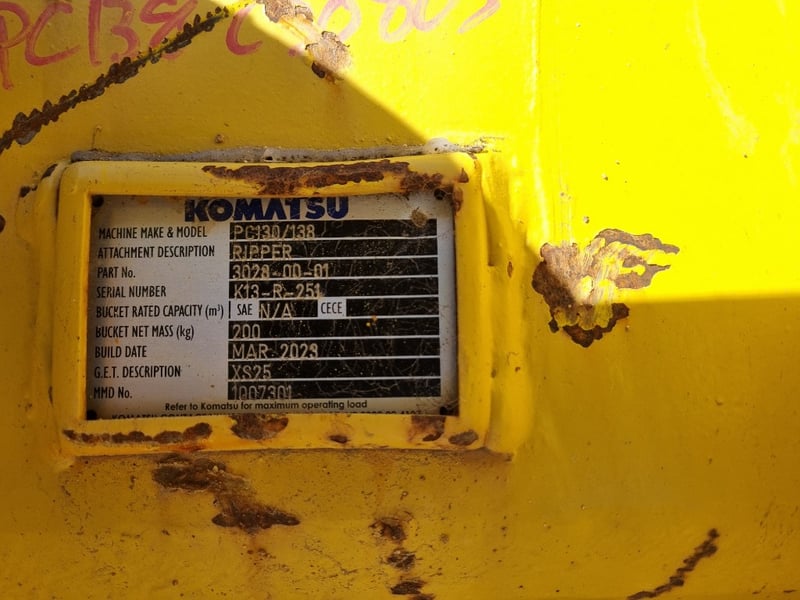 PC138
KOMATSU
MACHINE MAKE & MODEL PC130/138
ATTACHMENT DESCRIPTION RIPPER
PART No. 3028-00-01
SERIAL NUMBER K13-R-251
BUCKET RATED CAPACITY (m³) SAE N/A CECE
BUCKET NET MASS (kg) 200
BUILD DATE MAR 2023
G.E.T. DESCRIPTION XS25
MMD No. 1007301
Refer to Komatsu for maximum operating load